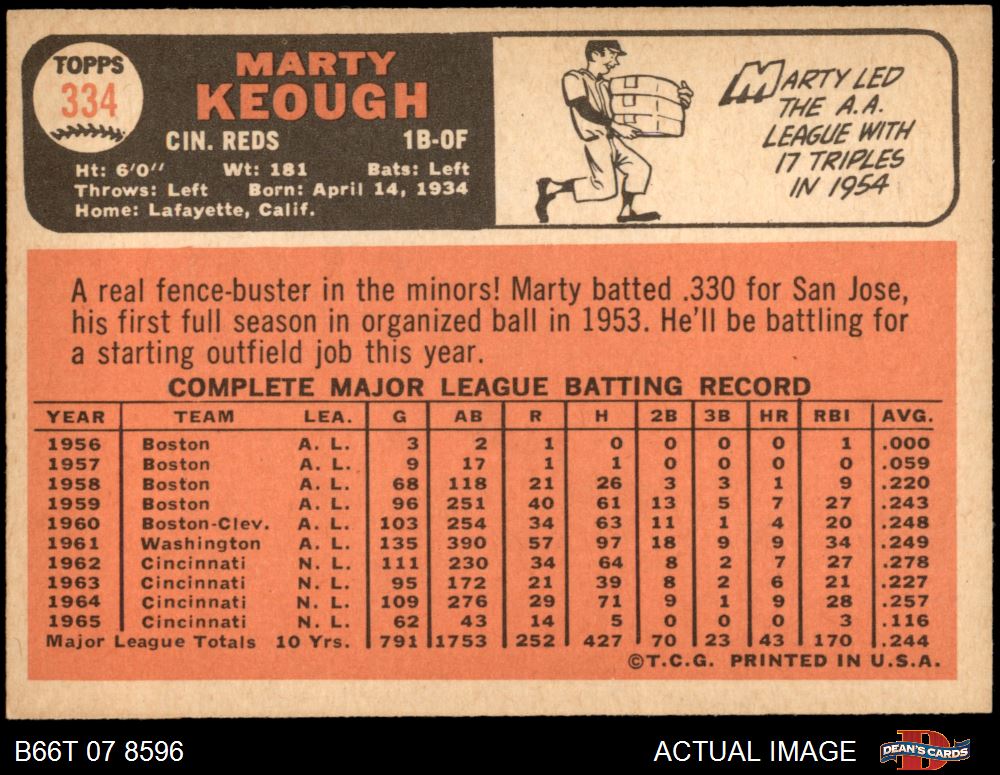 TOPPS
334
MARTY
KEOUGH
CIN. REDS 1B-OF
Ht: 6'0" Wt: 181 Bats: Left
Throws: Left Born: April 14, 1934
Home: Lafayette, Calif.
MARTY LED
THE A.A.
LEAGUE WITH
17 TRIPLES
IN 1954
A real fence-buster in the minors! Marty batted .330 for San Jose,
his first full season in organized ball in 1953. He'll be battling for
a starting outfield job this year.
COMPLETE MAJOR LEAGUE BATTING RECORD
YEAR TEAM LEA. G AB R H 2B 3B HR RBI AVG.
1956 Boston A. L. 3 2 1 0 0 0 0 1 .000
1957 Boston A. L. 9 17 1 1 0 0 0 0 .059
1958 Boston A. L. 68 118 21 26 3 3 1 9 .220
1959 Boston A. L. 96 251 40 61 13 5 7 27 .243
1960 Boston-Clev. A. L. 103 254 34 63 11 1 4 20 .248
1961 Washington A. L. 135 390 57 97 18 9 9 34 .249
1962 Cincinnati N. L. 111 230 34 64 8 2 7 27 .278
1963 Cincinnati N. L. 95 172 21 39 8 2 6 21 .227
1964 Cincinnati N. L. 109 276 29 71 9 1 9 28 .257
1965 Cincinnati N. L. 62 43 14 5 0 0 0 3 .116
Major League Totals 10 Yrs. 791 1753 252 427 70 23 43 170 .244
©T.C.G. PRINTED IN U.S.A.
B66T 07 8596 ACTUAL IMAGE DEAN'S CARDS